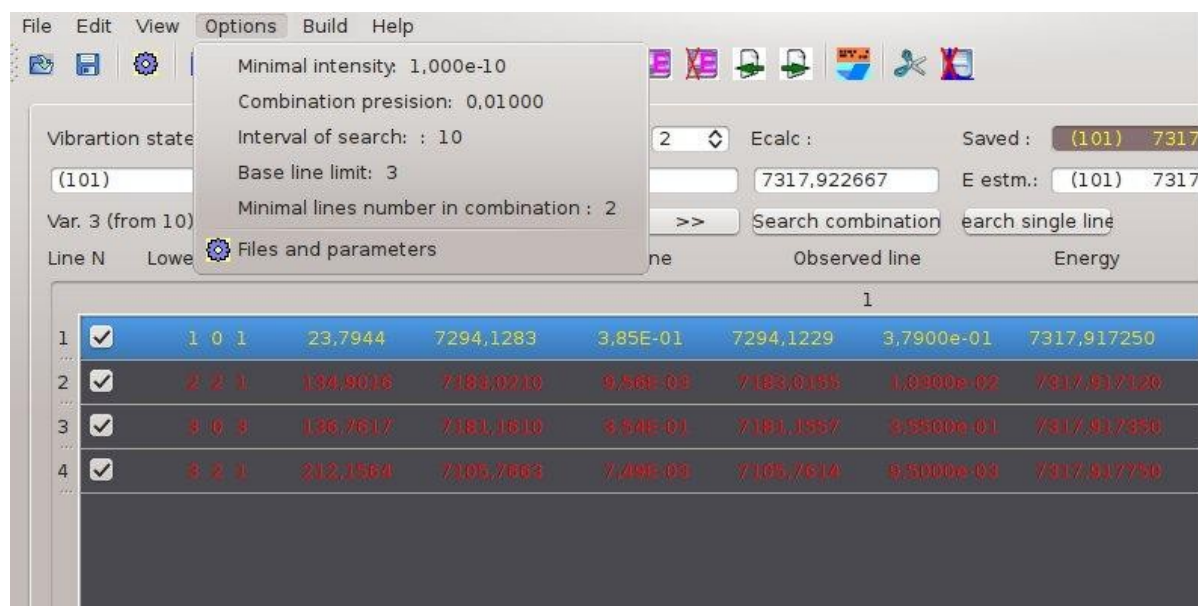 File Edit View Options Build Help
Minimal intensity: 1,000e-10
Combination presision: 0,01000
Interval of search: : 10
Base line limit: 3
Minimal lines number in combination : 2
Files and parameters
Vibrartion state 2 Ecalc : Saved : (101) 7317
(101) 7317,922667 E estm.: (101) 7317
Var. 3 (from 10) >> Search combination earch single line
Line N Lowe ne Observed line Energy
1
1 1 0 1 23,7944 7294,1283 3,85E-01 7294,1229 3,7900e-01 7317,917250
2 2 2 1 134,9016 7183,0210 9,56E-03 7183,0155 1,0300e-02 7317,917120
3 3 0 3 136,7617 7181,1610 3,54E-01 7181,1557 3,5500e-01 7317,917350
4 3 2 1 212,1564 7105,7663 7,49E-03 7105,7614 9,5000e-03 7317,917750